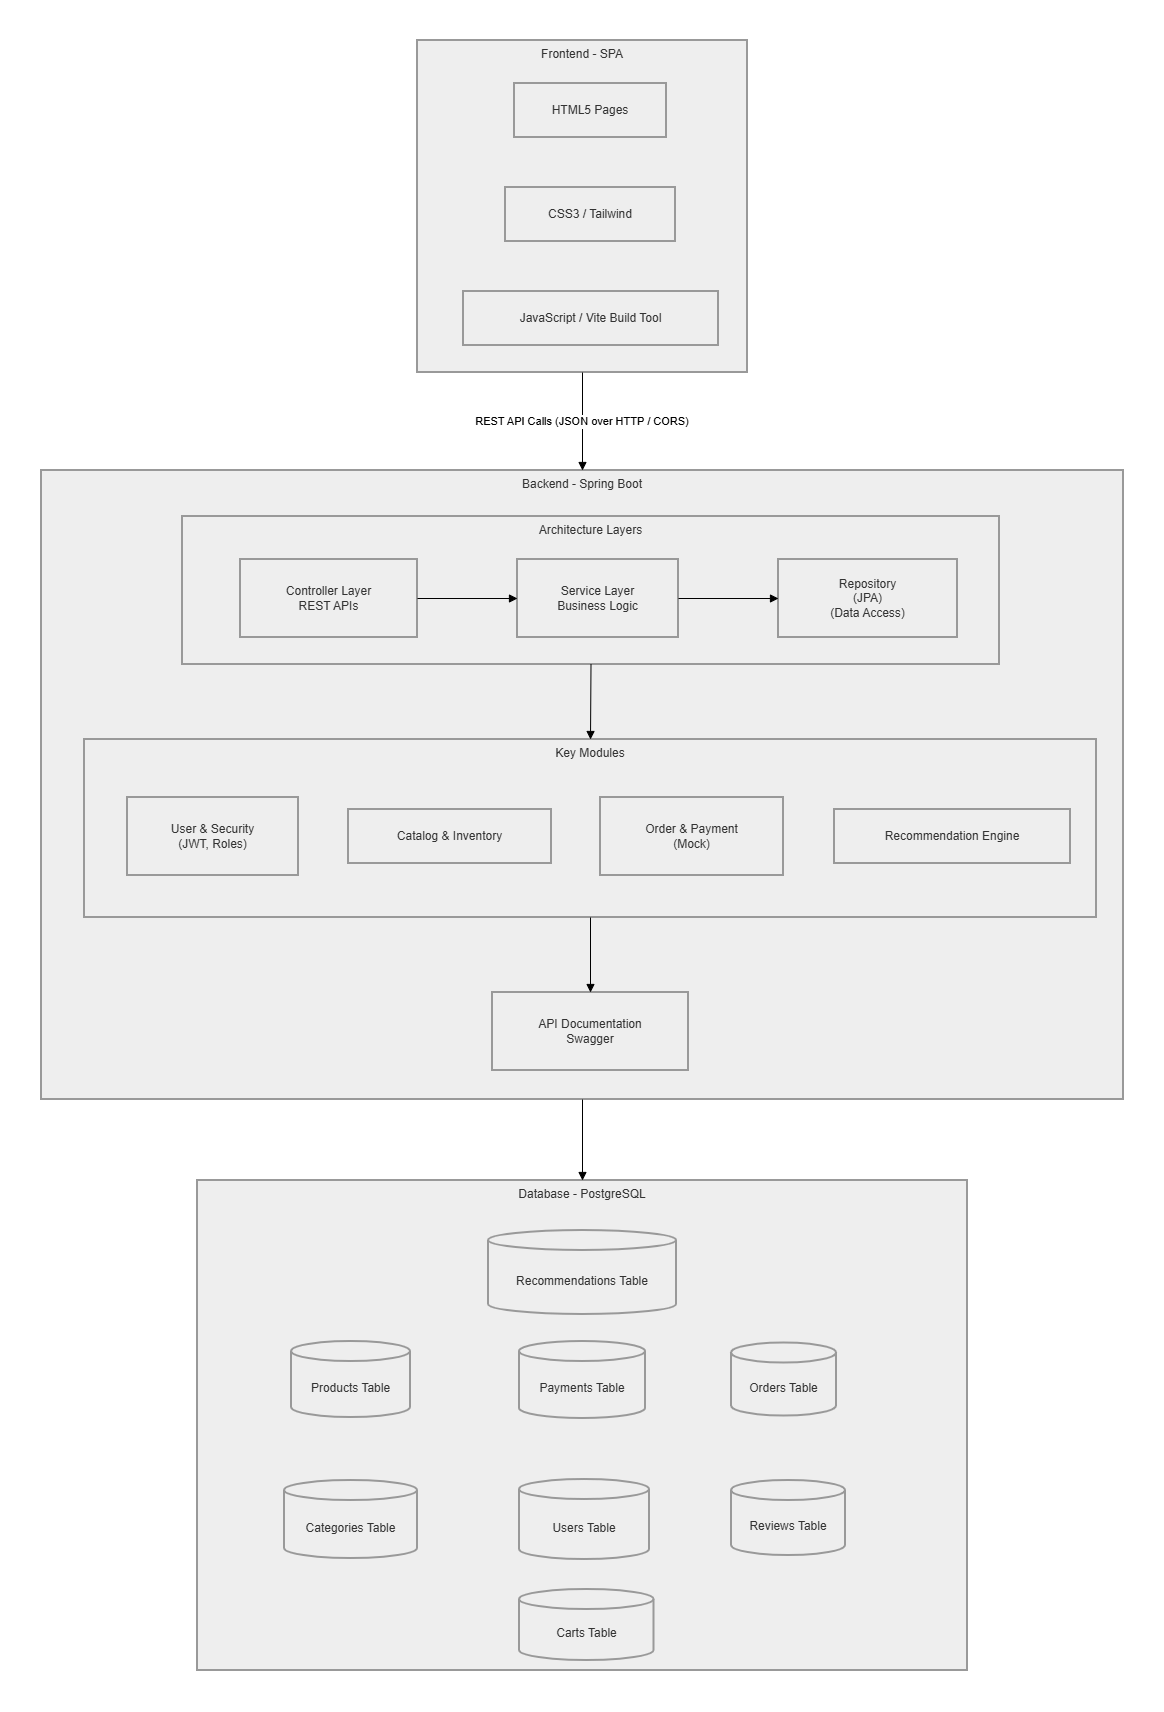 Frontend - SPA
HTML5 Pages
CSS3 / Tailwind
JavaScript / Vite Build Tool
REST API Calls (JSON over HTTP / CORS)
Backend - Spring Boot
Architecture Layers
Controller Layer
REST APIs
Service Layer
Business Logic
Repository
(JPA)
(Data Access)
Key Modules
User & Security
(JWT, Roles)
Catalog & Inventory
Order & Payment
(Mock)
Recommendation Engine
API Documentation
Swagger
Database - PostgreSQL
Recommendations Table
Products Table
Payments Table
Orders Table
Categories Table
Users Table
Reviews Table
Carts Table